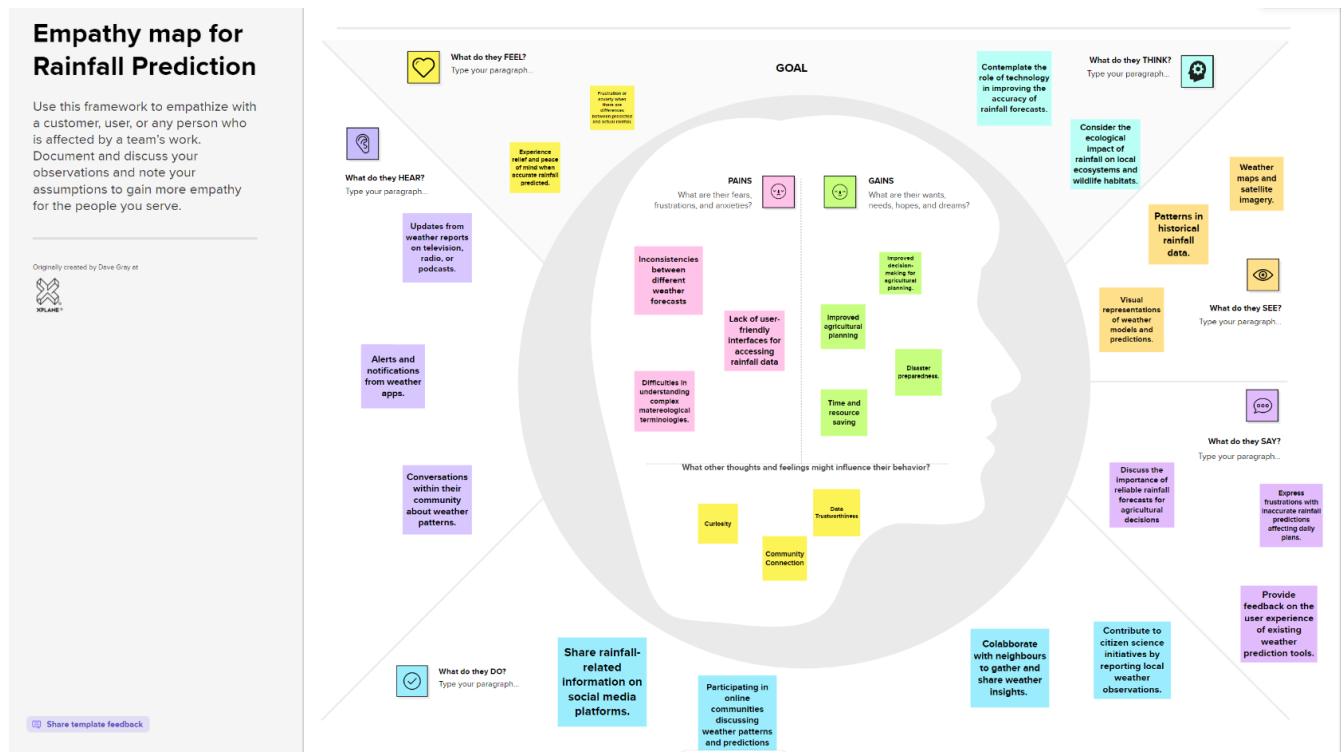 Empathy map for
Rainfall Prediction
Use this framework to empathize with
a customer, user, or any person who
is affected by a team's work.
Document and discuss your
observations and note your
assumptions to gain more empathy
for the people you serve.
Originally created by Dave Gray at
XPLANE
Share template feedback
What do they FEEL?
Type your paragraph...
Frustration or
anxiety when
there are
differences
between predicted
and actual rainfall.
Experience
relief and peace
of mind when
accurate rainfall
predicted.
What do they HEAR?
Type your paragraph...
Updates from
weather reports
on television,
radio, or
podcasts.
Alerts and
notifications
from weather
apps.
Conversations
within their
community
about weather
patterns.
GOAL
PAINS
What are their fears,
frustrations, and anxieties?
Inconsistencies
between
different
weather
forecasts
Lack of user-
friendly
interfaces for
accessing
rainfall data
Difficulties in
understanding
complex
matereological
terminologies.
GAINS
What are their wants,
needs, hopes, and dreams?
Improved
decision-
making for
agricultural
planning.
Improved
agricultural
planning
Disaster
preparedness.
Time and
resource
saving
What other thoughts and feelings might influence their behavior?
Curiosity
Data
Trustworthiness
Community
Connection
What do they THINK?
Type your paragraph...
Contemplate the
role of technology
in improving the
accuracy of
rainfall forecasts.
Consider the
ecological
impact of
rainfall on local
ecosystems and
wildlife habitats.
Weather
maps and
satellite
imagery.
Patterns in
historical
rainfall
data.
Visual
representations
of weather
models and
predictions.
What do they SEE?
Type your paragraph...
What do they SAY?
Type your paragraph...
Discuss the
importance of
reliable rainfall
forecasts for
agricultural
decisions
Express
frustrations with
inaccurate rainfall
predictions
affecting daily
plans.
Provide
feedback on the
user experience
of existing
weather
prediction tools.
What do they DO?
Type your paragraph...
Share rainfall-
related
information on
social media
platforms.
Participating in
online
communities
discussing
weather patterns
and predictions
Colabborate
with neighbours
to gather and
share weather
insights.
Contribute to
citizen science
initiatives by
reporting local
weather
observations.